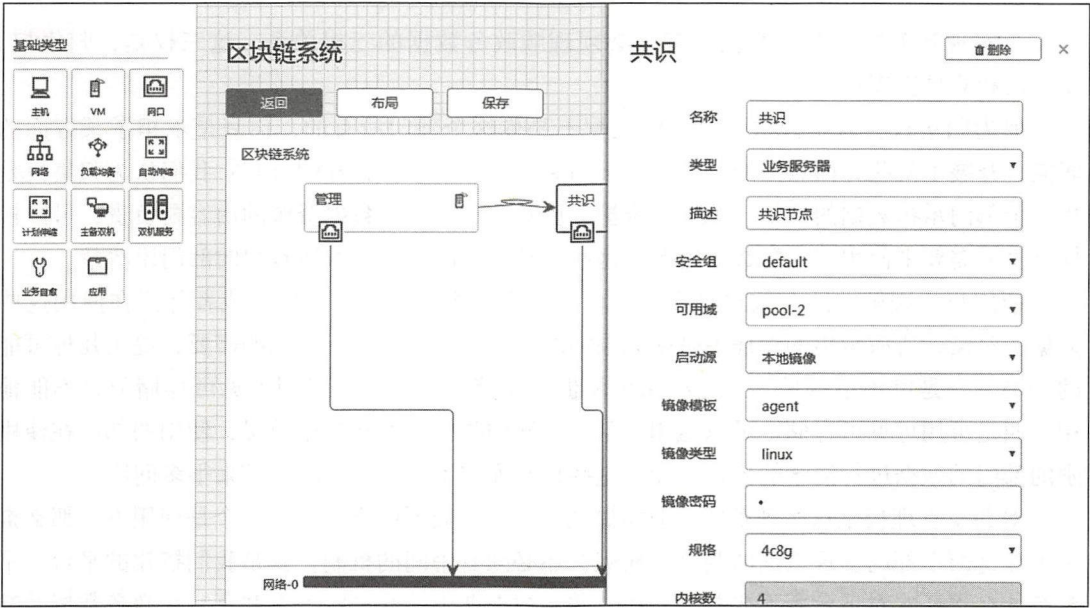 基础类型
主机
VM
网口
网络
负载均衡
自动伸缩
计划伸缩
主备双机
双机服务
业务自愈
应用
区块链系统
返回
布局
保存
区块链系统
管理
共识
网络-0
共识
删除
×
名称
共识
类型
业务服务器
描述
共识节点
安全组
default
可用域
pool-2
启动源
本地镜像
镜像模板
agent
镜像类型
linux
镜像密码
规格
4c8g
内核数
4